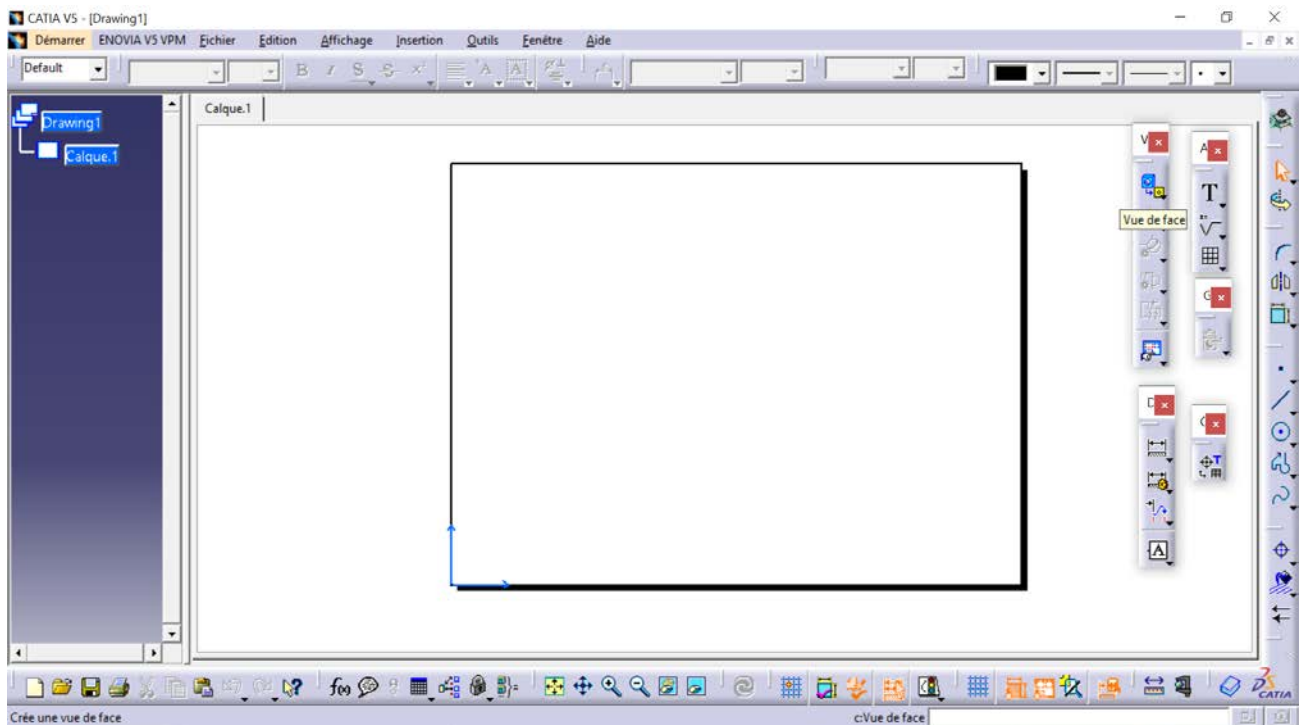 CATIA V5 - [Drawing1]
Démarrer ENOVIA V5 VPM Fichier Edition Affichage Insertion Outils Fenêtre Aide
Default
B I S S x² A A
Drawing1
Calque.1
Calque.1
V
A
T
Vue de face
G
D
A
T
f(x)
CATIA
Crée une vue de face
c:Vue de face